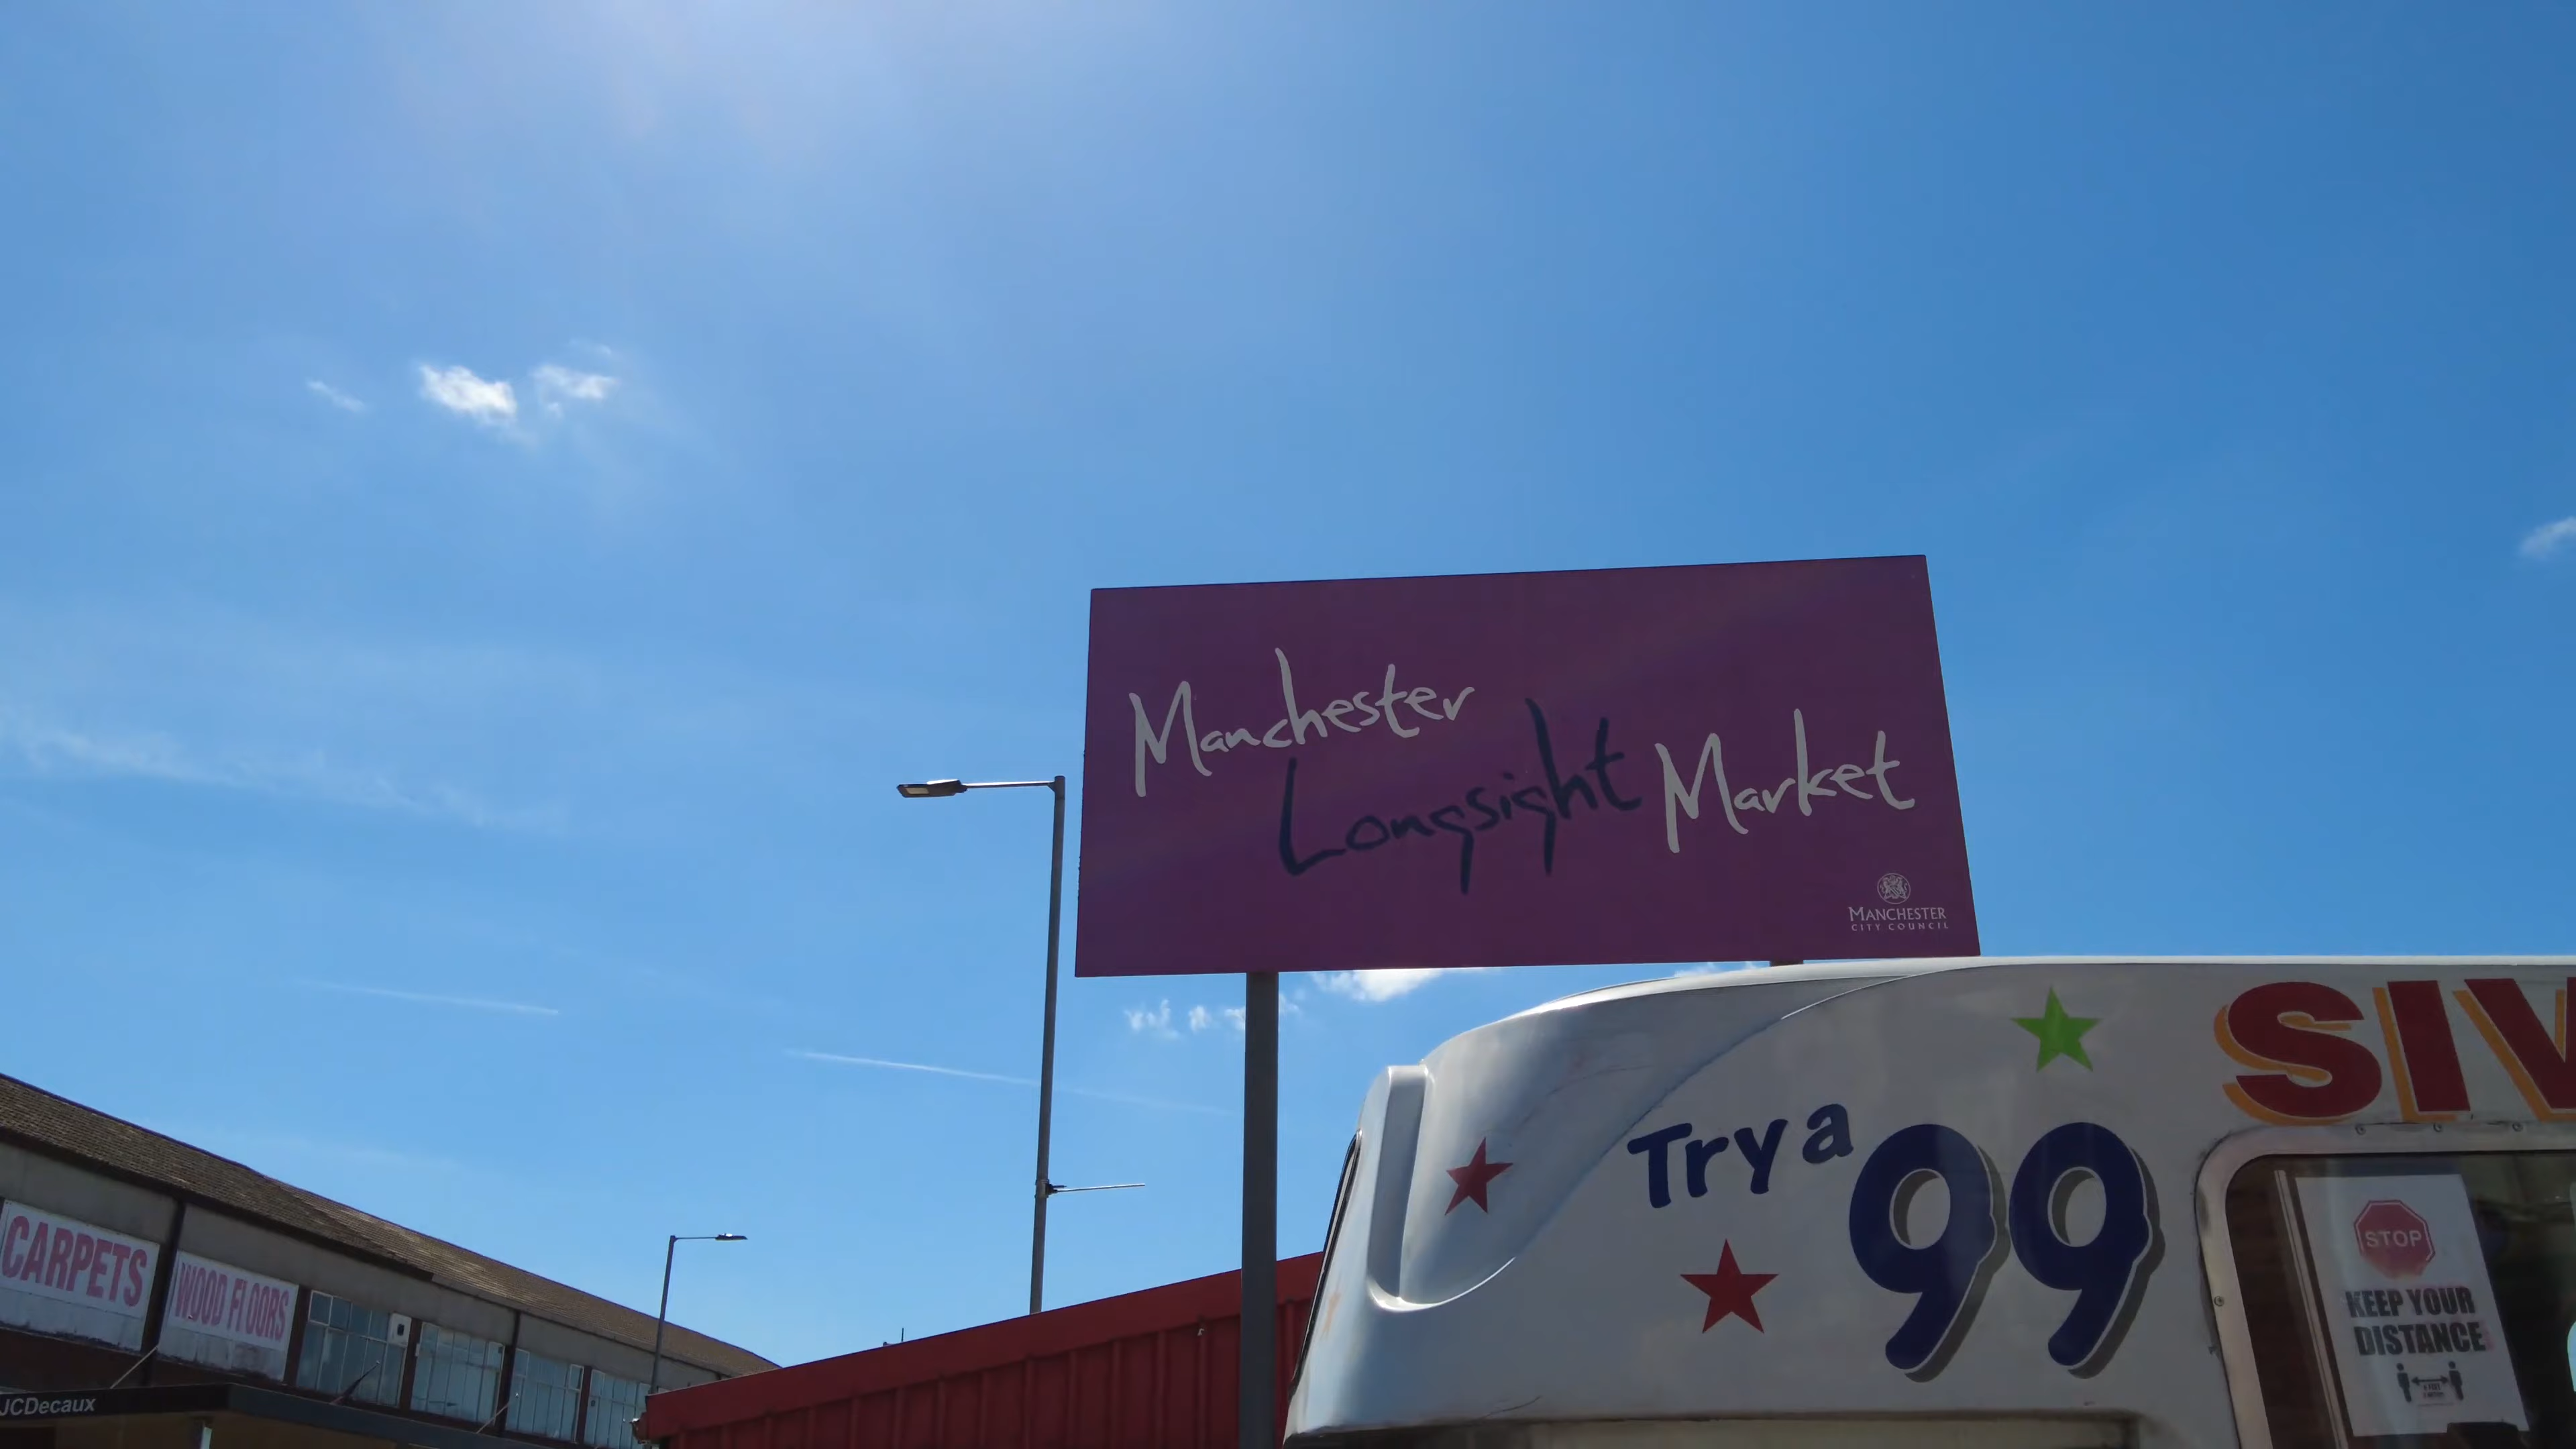 Manchester
Longsight Market
MANCHESTER
CITY COUNCIL
SIV
Try a 99
STOP
KEEP YOUR
DISTANCE
CARPETS
WOOD FLOORS
JCDecaux